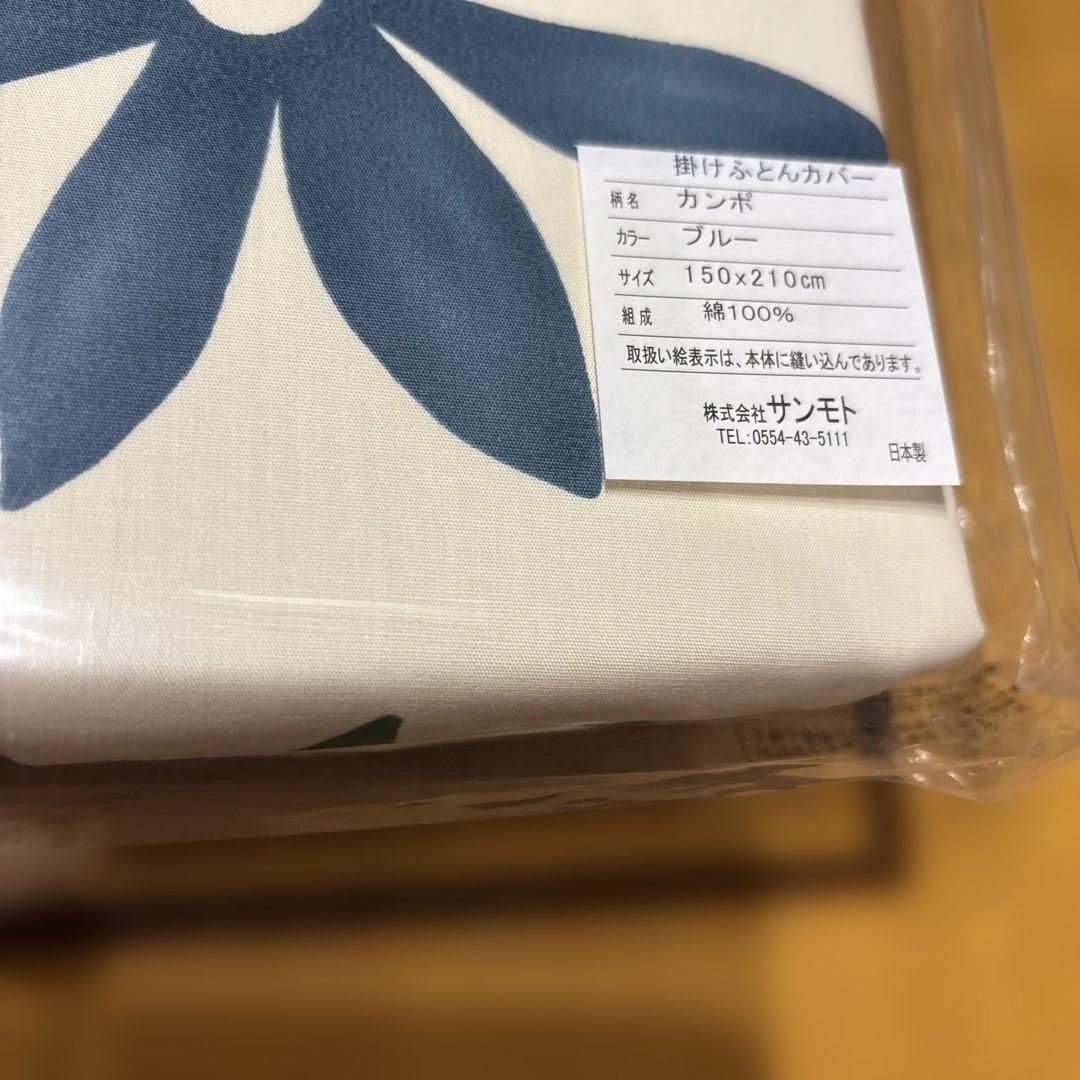 掛けふとんカバー
柄名 カンポ
カラー ブルー
サイズ 150x210cm
組成 綿100%
取扱い絵表示は、本体に縫い込んであります。
株式会社サンモト
TEL:0554-43-5111
日本製